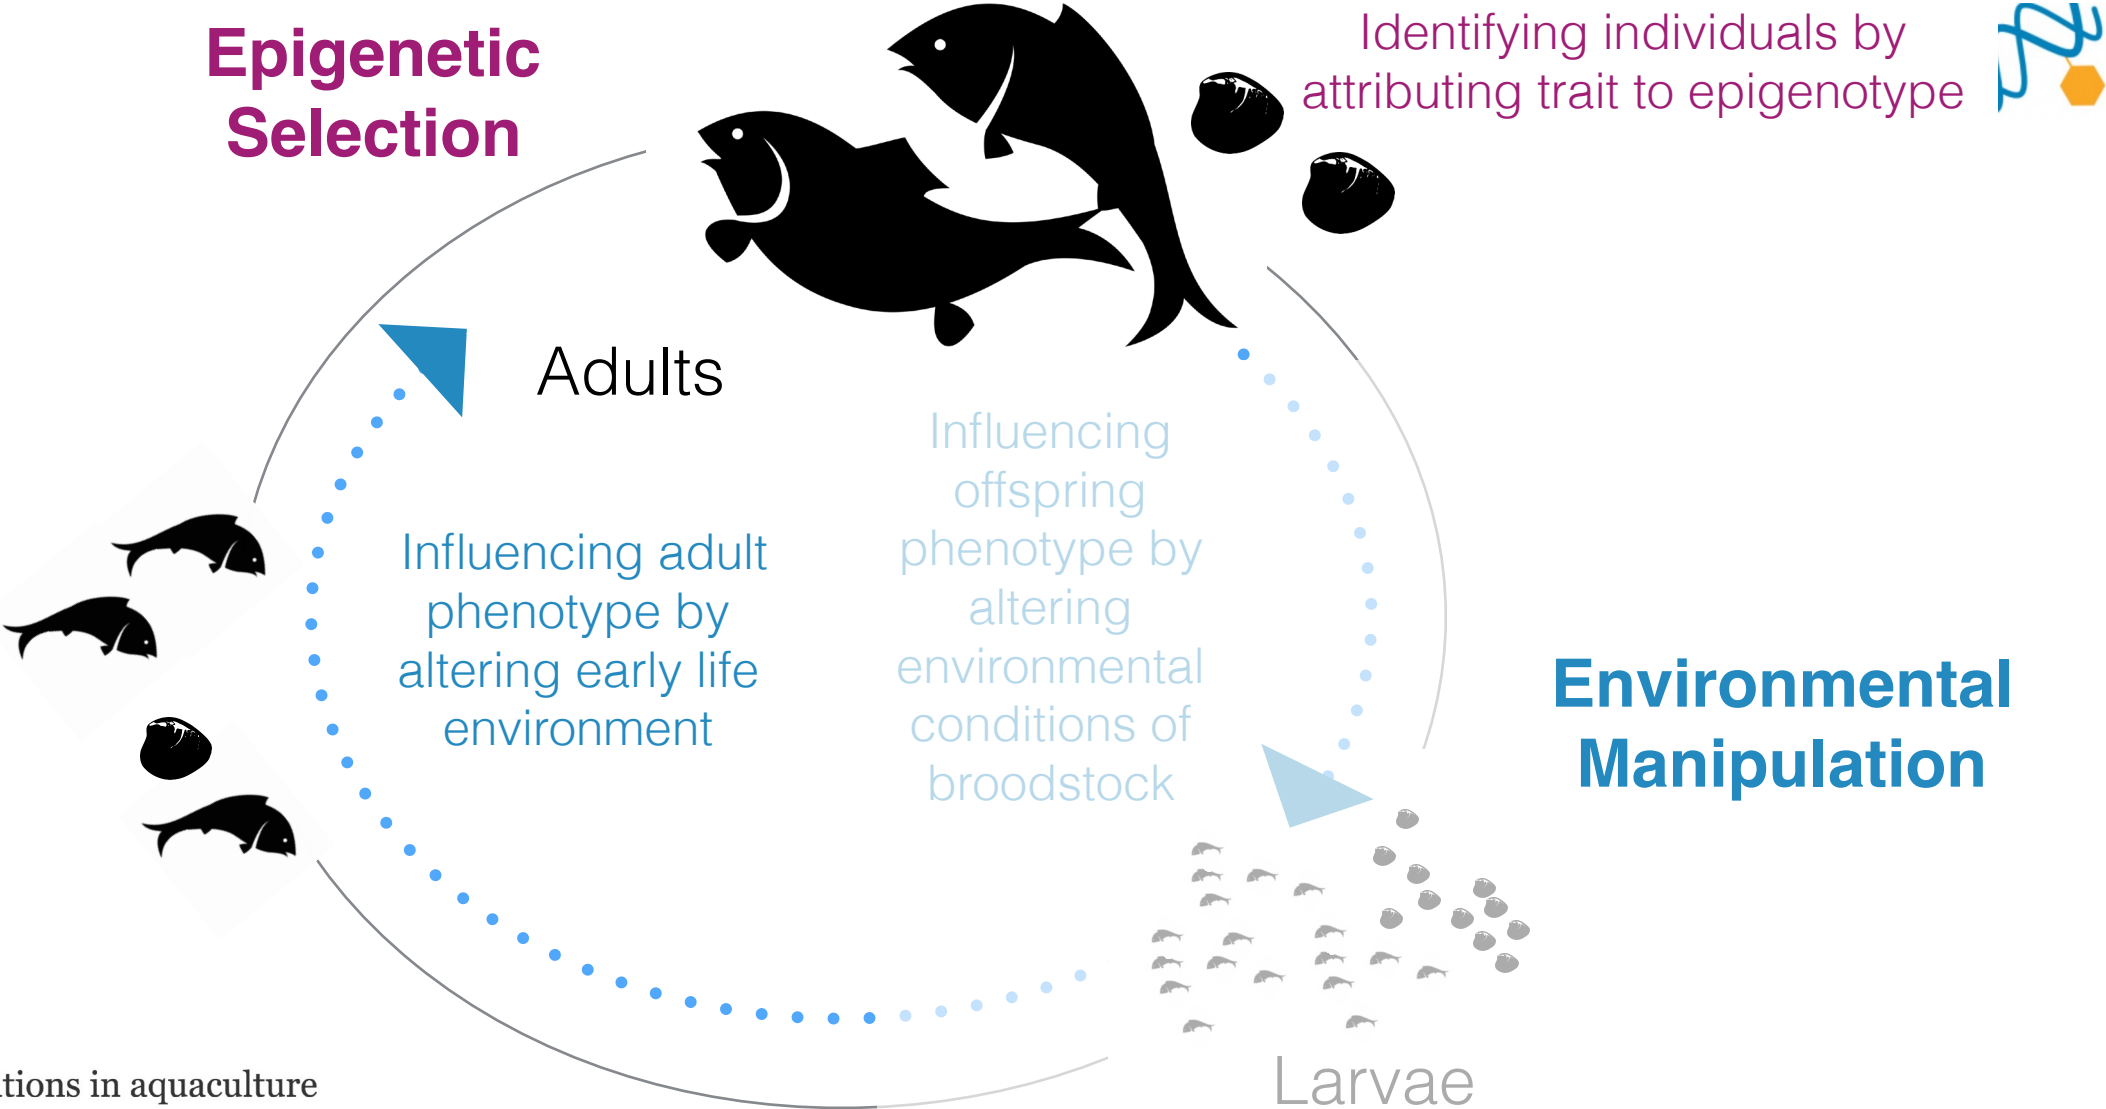 Epigenetic
Selection
Identifying individuals by
attributing trait to epigenotype
Adults
Influencing adult
phenotype by
altering early life
environment
Influencing
offspring
phenotype by
altering
environmental
conditions of
broodstock
Environmental
Manipulation
Larvae
in aquaculture